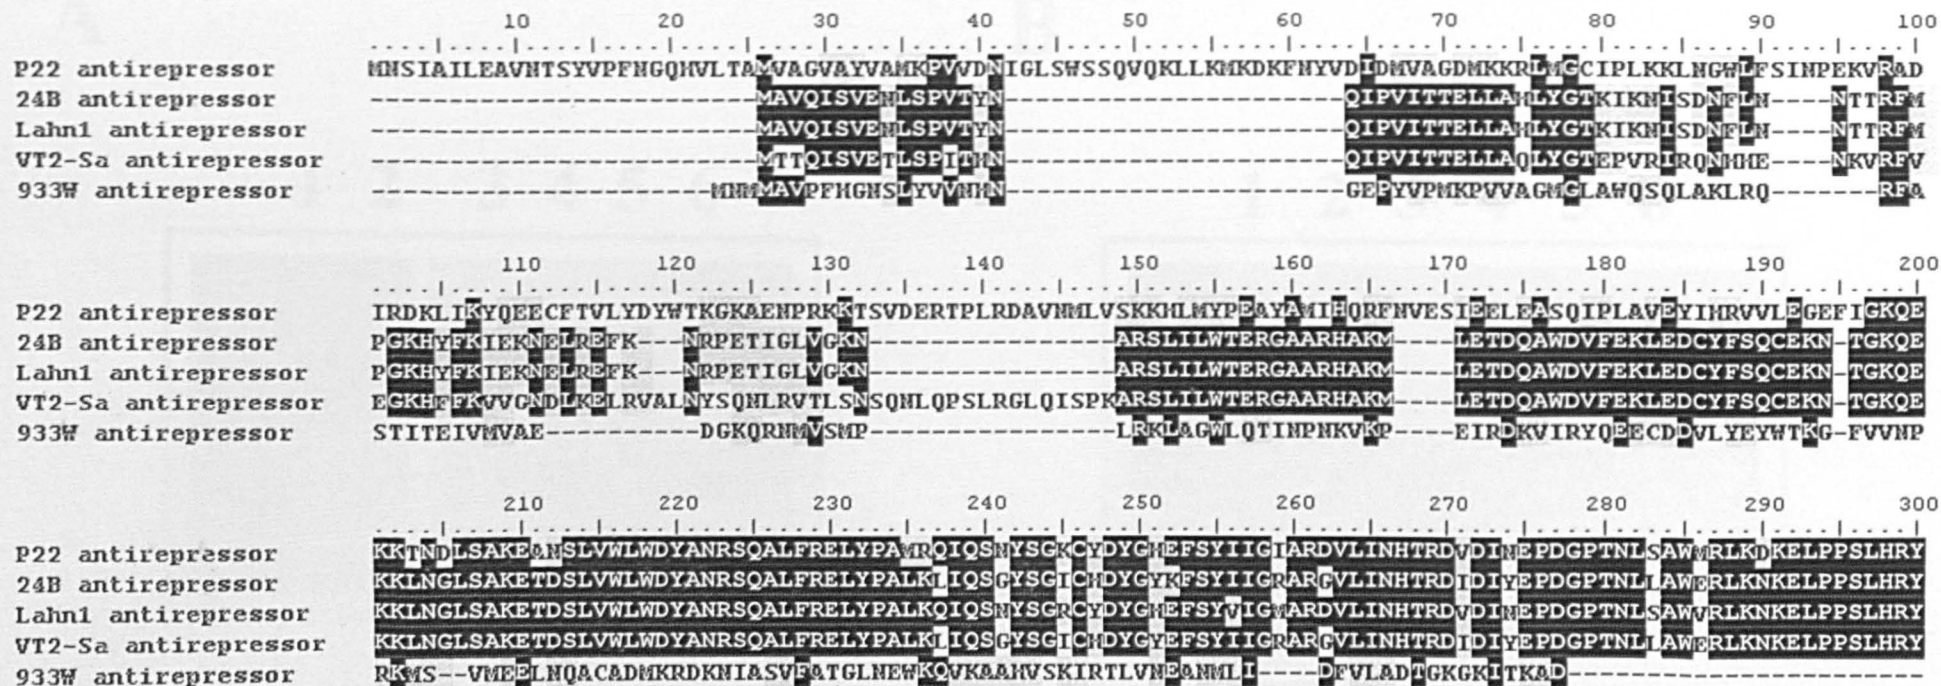 10 20 30 40 50 60 70 80 90 100
P22 antirepressor MNSIAILEAVNTSYVPFNGQHVLTAMVAGVAYVAMKPVVDNIGLSWSSQVQKLLKMKDKFNYVDIDMVAGDMKKRLMGCIPLKKLNGWLFSINPEKVRAD
24B antirepressor -------------------------MAVQISVENLSPVTYN----------------------QIPVITTELLAHLYGTKIKNISDNFLN----NTTRFM
Lahn1 antirepressor -------------------------MAVQISVENLSPVTYN----------------------QIPVITTELLAHLYGTKIKNISDNFLN----NTTRFM
VT2-Sa antirepressor -------------------------MTTQISVETLSPITHN----------------------QIPVITTELLAQLYGTEPVRIRQNHHE----NKVRFV
933W antirepressor ----------------------MNMMAVPFHGNSLYVVNHN----------------------GEPYVPMKPVVAGMGLAWQSQLAKLRQ-------RFA
110 120 130 140 150 160 170 180 190 200
P22 antirepressor IRDKLIKYQEECFTVLYDYWTKGKAENPRKKTSVDERTPLRDAVNMLVSKKHLMYPEAYAMIHQRFNVESIEELEASQIPLAVEYIHRVVLEGEFIGKQE
24B antirepressor PGKHYFKIEKNELREFK---NRPETIGLVGKN----------------ARSLILWTERGAARHAKM----LETDQAWDVFEKLEDCYFSQCEKN-TGKQE
Lahn1 antirepressor PGKHYFKIEKNELREFK---NRPETIGLVGKN----------------ARSLILWTERGAARHAKM----LETDQAWDVFEKLEDCYFSQCEKN-TGKQE
VT2-Sa antirepressor EGKHFFKVVGNDLKELRVALNYSQNLRVTLSNSQNLQPSLRGLQISPKARSLILWTERGAARHAKM----LETDQAWDVFEKLEDCYFSQCEKN-TGKQE
933W antirepressor STITEIVMVAE----------DGKQRNMVSMP----------------LRKLAGWLQTINPNKVKP----EIRDKVIRYQEECDDVLYEYWTKG-FVVNP
210 220 230 240 250 260 270 280 290 300
P22 antirepressor KKTNDLSAKEANSLVWLWDYANRSQALFRELYPAMRQIQSNYSGKCYDYGHEFSYIIGIARDVLINHTRDVDINEPDGPTNLSAWMRLKDKELPPSLHRY
24B antirepressor KKLNGLSAKETDSLVWLWDYANRSQALFRELYPALKLIQSGYSGICHDYGYKFSYIIGRARGVLINHTRDIDIYEPDGPTNLLAWERLKNKELPPSLHRY
Lahn1 antirepressor KKLNGLSAKETDSLVWLWDYANRSQALFRELYPALKQIQSNYSGRCYDYGHEFSYVIGMARDVLINHTRDVDINEPDGPTNLSAWVRLKNKELPPSLHRY
VT2-Sa antirepressor KKLNGLSAKETDSLVWLWDYANRSQALFRELYPALKLIQSGYSGICHDYGYEFSYIIGRARGVLINHTRDIDIYEPDGPTNLLAWERLKNKELPPSLHRY
933W antirepressor RKMS--VMEELNQACADMKRDKNIASVFATGLNEWKQVKAAHVSKIRTLVNEANMLI----DFVLADTGKGKITKAD-----------------------